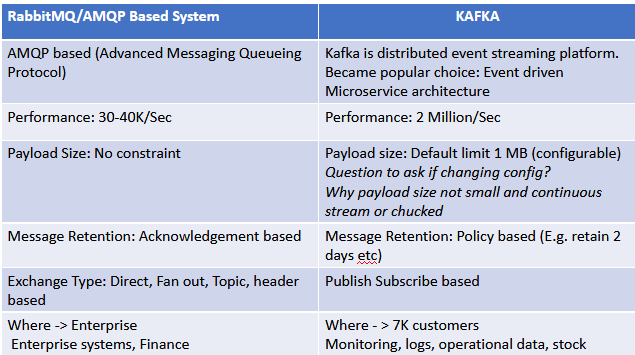 RabbitMQ/AMQP Based System
KAFKA
AMQP based (Advanced Messaging Queueing
Protocol)
Kafka is distributed event streaming platform.
Became popular choice: Event driven
Microservice architecture
Performance: 30-40K/Sec
Performance: 2 Million/Sec
Payload Size: No constraint
Payload size: Default limit 1 MB (configurable)
Question to ask if changing config?
Why payload size not small and continuous
stream or chucked
Message Retention: Acknowledgement based
Message Retention: Policy based (E.g. retain 2
days etc)
Exchange Type: Direct, Fan out, Topic, header
based
Publish Subscribe based
Where -> Enterprise
Enterprise systems, Finance
Where - > 7K customers
Monitoring, logs, operational data, stock